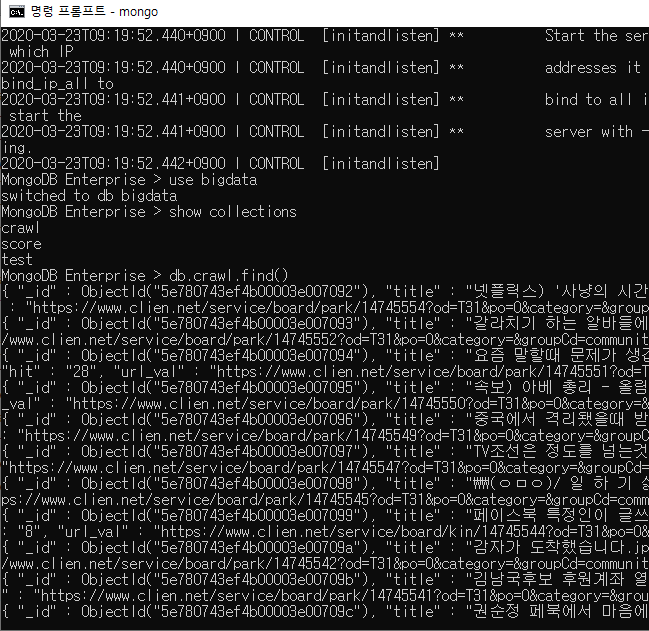 명령 프롬프트 - mongo
2020-03-23T09:19:52.440+0900 | CONTROL  [initandlisten] **          Start the ser
 which IP
2020-03-23T09:19:52.440+0900 | CONTROL  [initandlisten] **          addresses it
bind_ip_all to
2020-03-23T09:19:52.441+0900 | CONTROL  [initandlisten] **          bind to all i
 start the
2020-03-23T09:19:52.441+0900 | CONTROL  [initandlisten] **          server with -
ing.
2020-03-23T09:19:52.442+0900 | CONTROL  [initandlisten]
MongoDB Enterprise > use bigdata
switched to db bigdata
MongoDB Enterprise > show collections
crawl
score
test
MongoDB Enterprise > db.crawl.find()
{ "_id" : ObjectId("5e780743ef4b00003e007092"), "title" : "넷플릭스) '사냥의 시간
 : "https://www.clien.net/service/board/park/14745554?od=T31&po=0&category=&group
{ "_id" : ObjectId("5e780743ef4b00003e007093"), "title" : "갈라치기 하는 알바들에
/www.clien.net/service/board/park/14745552?od=T31&po=0&category=&groupCd=communit
{ "_id" : ObjectId("5e780743ef4b00003e007094"), "title" : "요즘 말할때 문제가 생긴
"hit" : "28", "url_val" : "https://www.clien.net/service/board/park/14745551?od=T
{ "_id" : ObjectId("5e780743ef4b00003e007095"), "title" : "속보) 아베 총리 - 올림
_val" : "https://www.clien.net/service/board/park/14745550?od=T31&po=0&category=&
{ "_id" : ObjectId("5e780743ef4b00003e007096"), "title" : "중국에서 격리됐을때 받
: "https://www.clien.net/service/board/park/14745549?od=T31&po=0&category=&groupC
{ "_id" : ObjectId("5e780743ef4b00003e007097"), "title" : "TV조선은 정도를 넘는것
"https://www.clien.net/service/board/park/14745547?od=T31&po=0&category=&groupCd=
{ "_id" : ObjectId("5e780743ef4b00003e007098"), "title" : "₩(ㅇㅁㅇ)/ 일 하 기 싫
ps://www.clien.net/service/board/park/14745545?od=T31&po=0&category=&groupCd=comm
{ "_id" : ObjectId("5e780743ef4b00003e007099"), "title" : "페이스북 특정인이 글쓰
: "8", "url_val" : "https://www.clien.net/service/board/kin/14745544?od=T31&po=0&
{ "_id" : ObjectId("5e780743ef4b00003e00709a"), "title" : "감자가 도착했습니다.jp
/www.clien.net/service/board/park/14745542?od=T31&po=0&category=&groupCd=communit
{ "_id" : ObjectId("5e780743ef4b00003e00709b"), "title" : "김남국후보 후원계좌 열
" : "https://www.clien.net/service/board/park/14745541?od=T31&po=0&category=&grou
{ "_id" : ObjectId("5e780743ef4b00003e00709c"), "title" : "권순정 페북에서 마음에